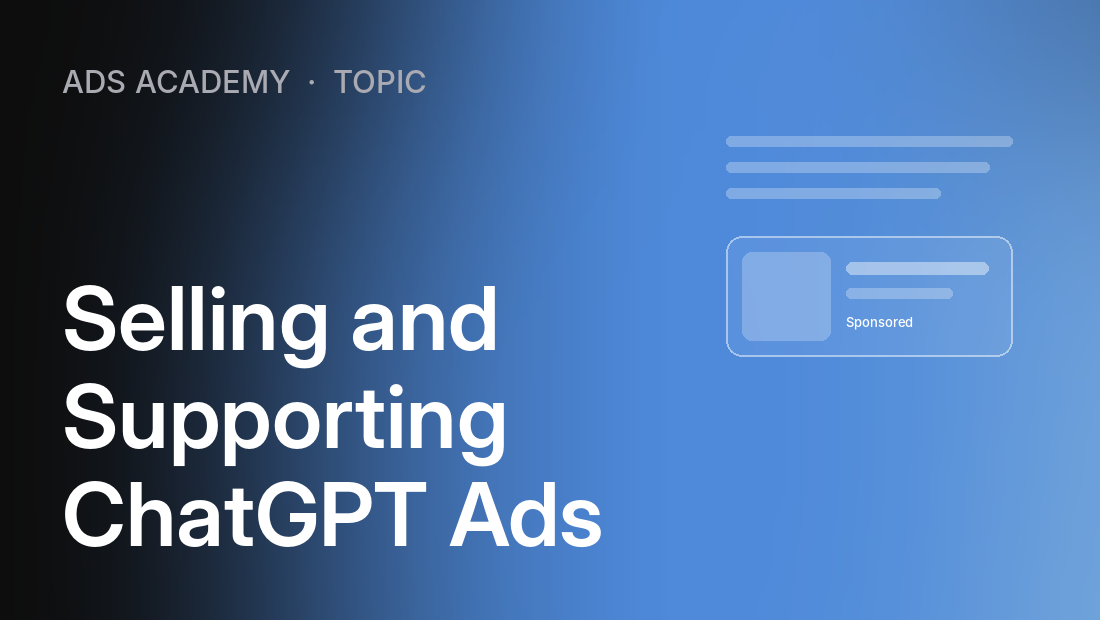 ADS ACADEMY · TOPIC
Selling and
Supporting
ChatGPT Ads
Sponsored